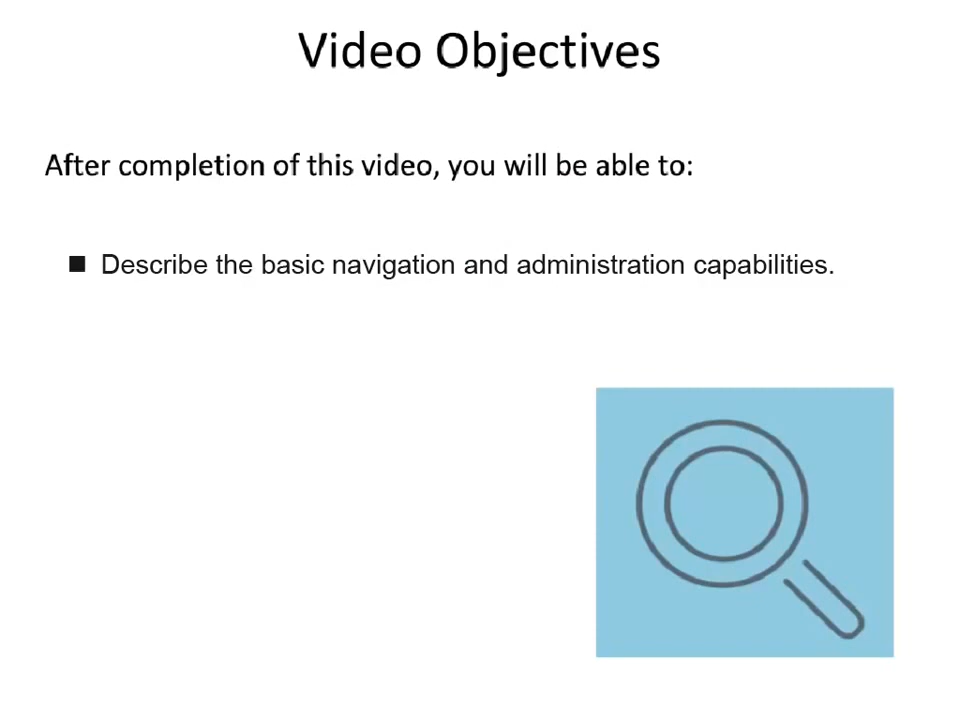 Video Objectives
After completion of this video, you will be able to:
■ Describe the basic navigation and administration capabilities.